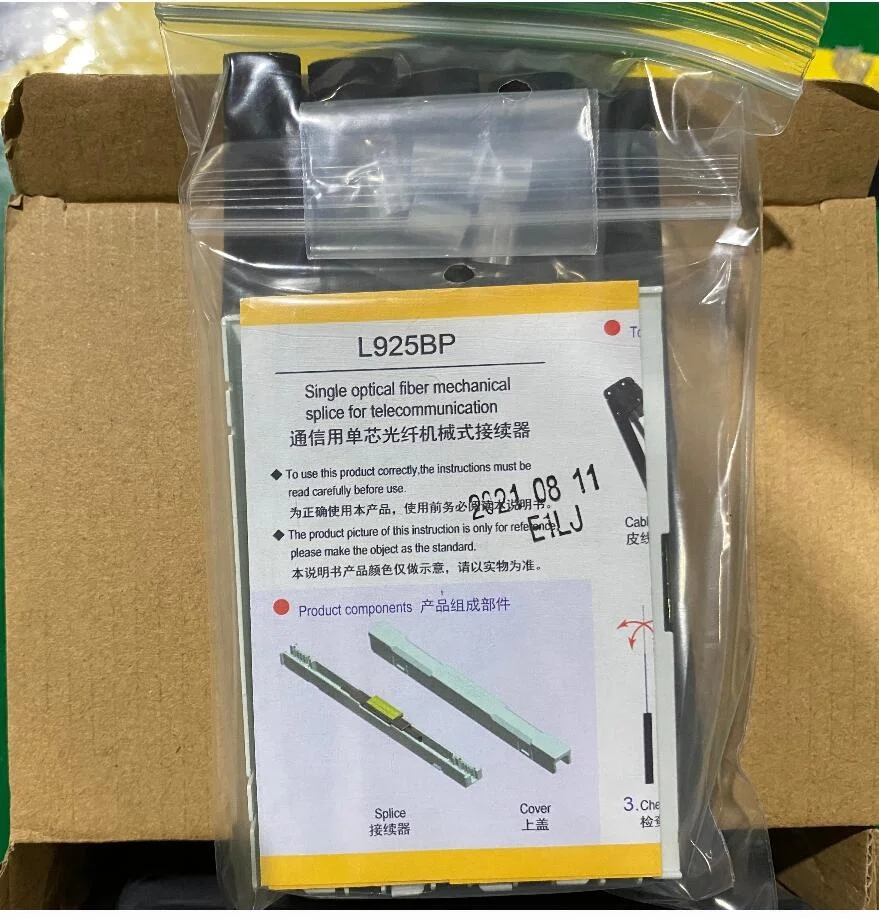 L925BP
Single optical fiber mechanical
splice for telecommunication
通信用单芯光纤机械式接续器
◆ To use this product correctly,the instructions must be
read carefully before use.
为正确使用本产品，使用前务必阅读本说明书。
2021 08 11
E1LJ
◆ The product picture of this instruction is only for reference,
please make the object as the standard.
本说明书产品颜色仅做示意，请以实物为准。
Product components 产品组成部件
Splice
接续器
Cover
上盖
皮线
3.Che
检查